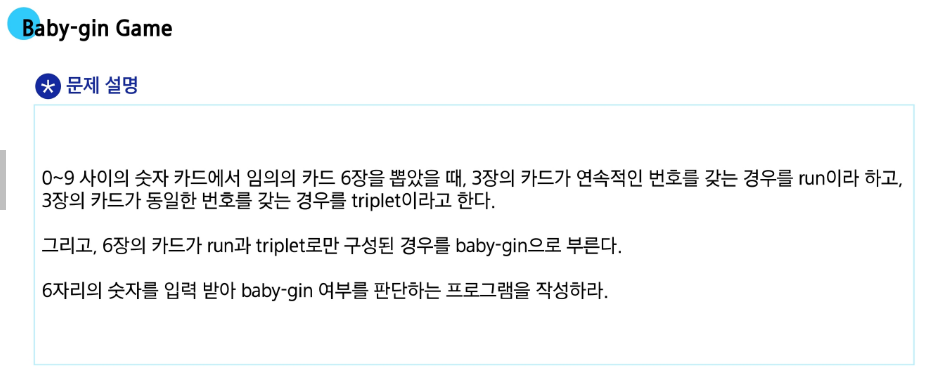 Baby-gin Game
* 문제 설명
0~9 사이의 숫자 카드에서 임의의 카드 6장을 뽑았을 때, 3장의 카드가 연속적인 번호를 갖는 경우를 run이라 하고,
3장의 카드가 동일한 번호를 갖는 경우를 triplet이라고 한다.
그리고, 6장의 카드가 run과 triplet로만 구성된 경우를 baby-gin으로 부른다.
6자리의 숫자를 입력 받아 baby-gin 여부를 판단하는 프로그램을 작성하라.